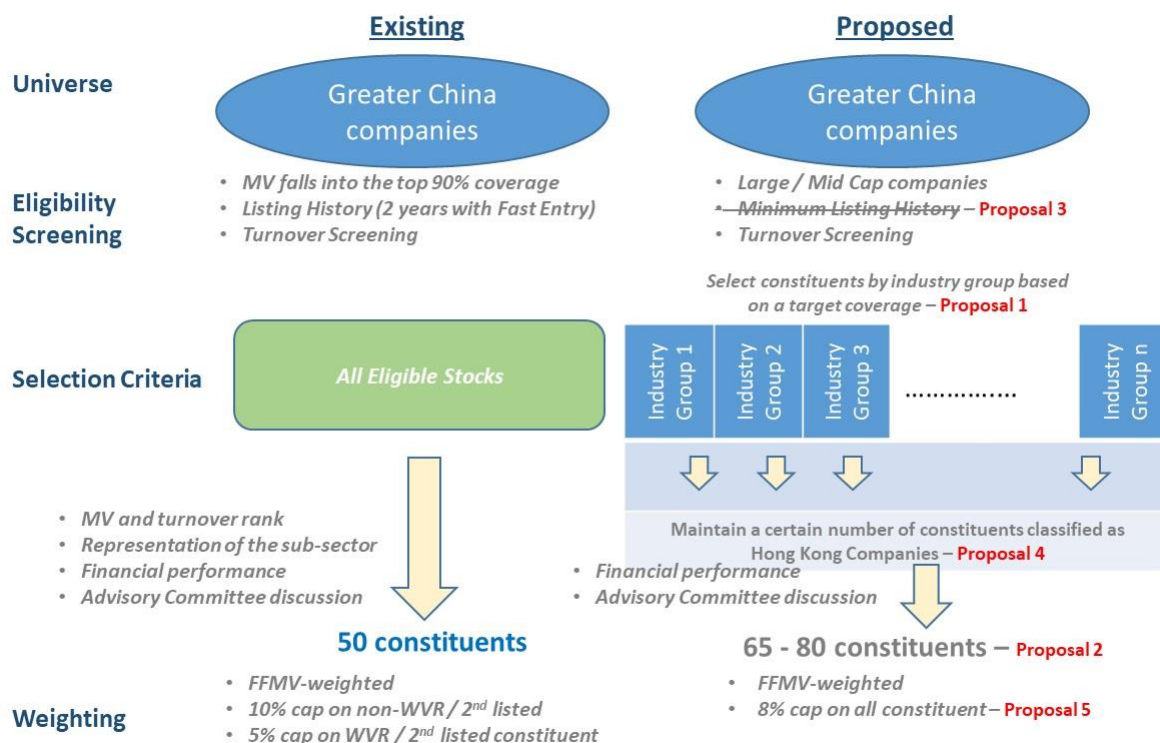 Existing
Proposed
Universe
Greater China
companies
Greater China
companies
Eligibility
Screening
• MV falls into the top 90% coverage
• Listing History (2 years with Fast Entry)
• Turnover Screening
• Large / Mid Cap companies
• Minimum Listing History – Proposal 3
• Turnover Screening
Select constituents by industry group based
on a target coverage – Proposal 1
Selection Criteria
All Eligible Stocks
Industry
Group 1
Industry
Group 2
Industry
Group 3
................
Industry
Group n
• MV and turnover rank
• Representation of the sub-sector
• Financial performance
• Advisory Committee discussion
Maintain a certain number of constituents classified as
Hong Kong Companies – Proposal 4
• Financial performance
• Advisory Committee discussion
50 constituents
65 - 80 constituents – Proposal 2
Weighting
• FFMV-weighted
• 10% cap on non-WVR / 2nd listed
• 5% cap on WVR / 2nd listed constituent
• FFMV-weighted
• 8% cap on all constituent – Proposal 5